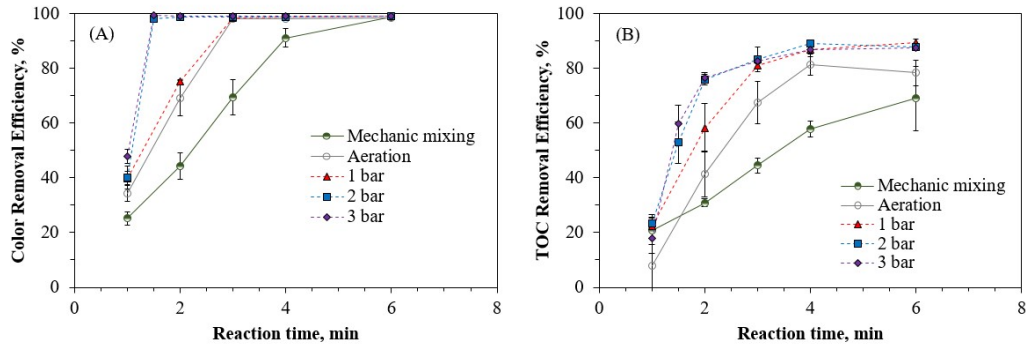 (A)
Color Removal Efficiency, %
100
80
60
40
20
0
0 2 4 6 8
Reaction time, min
Mechanic mixing
Aeration
1 bar
2 bar
3 bar
(B)
TOC Removal Efficiency, %
100
80
60
40
20
0
0 2 4 6 8
Reaction time, min
Mechanic mixing
Aeration
1 bar
2 bar
3 bar